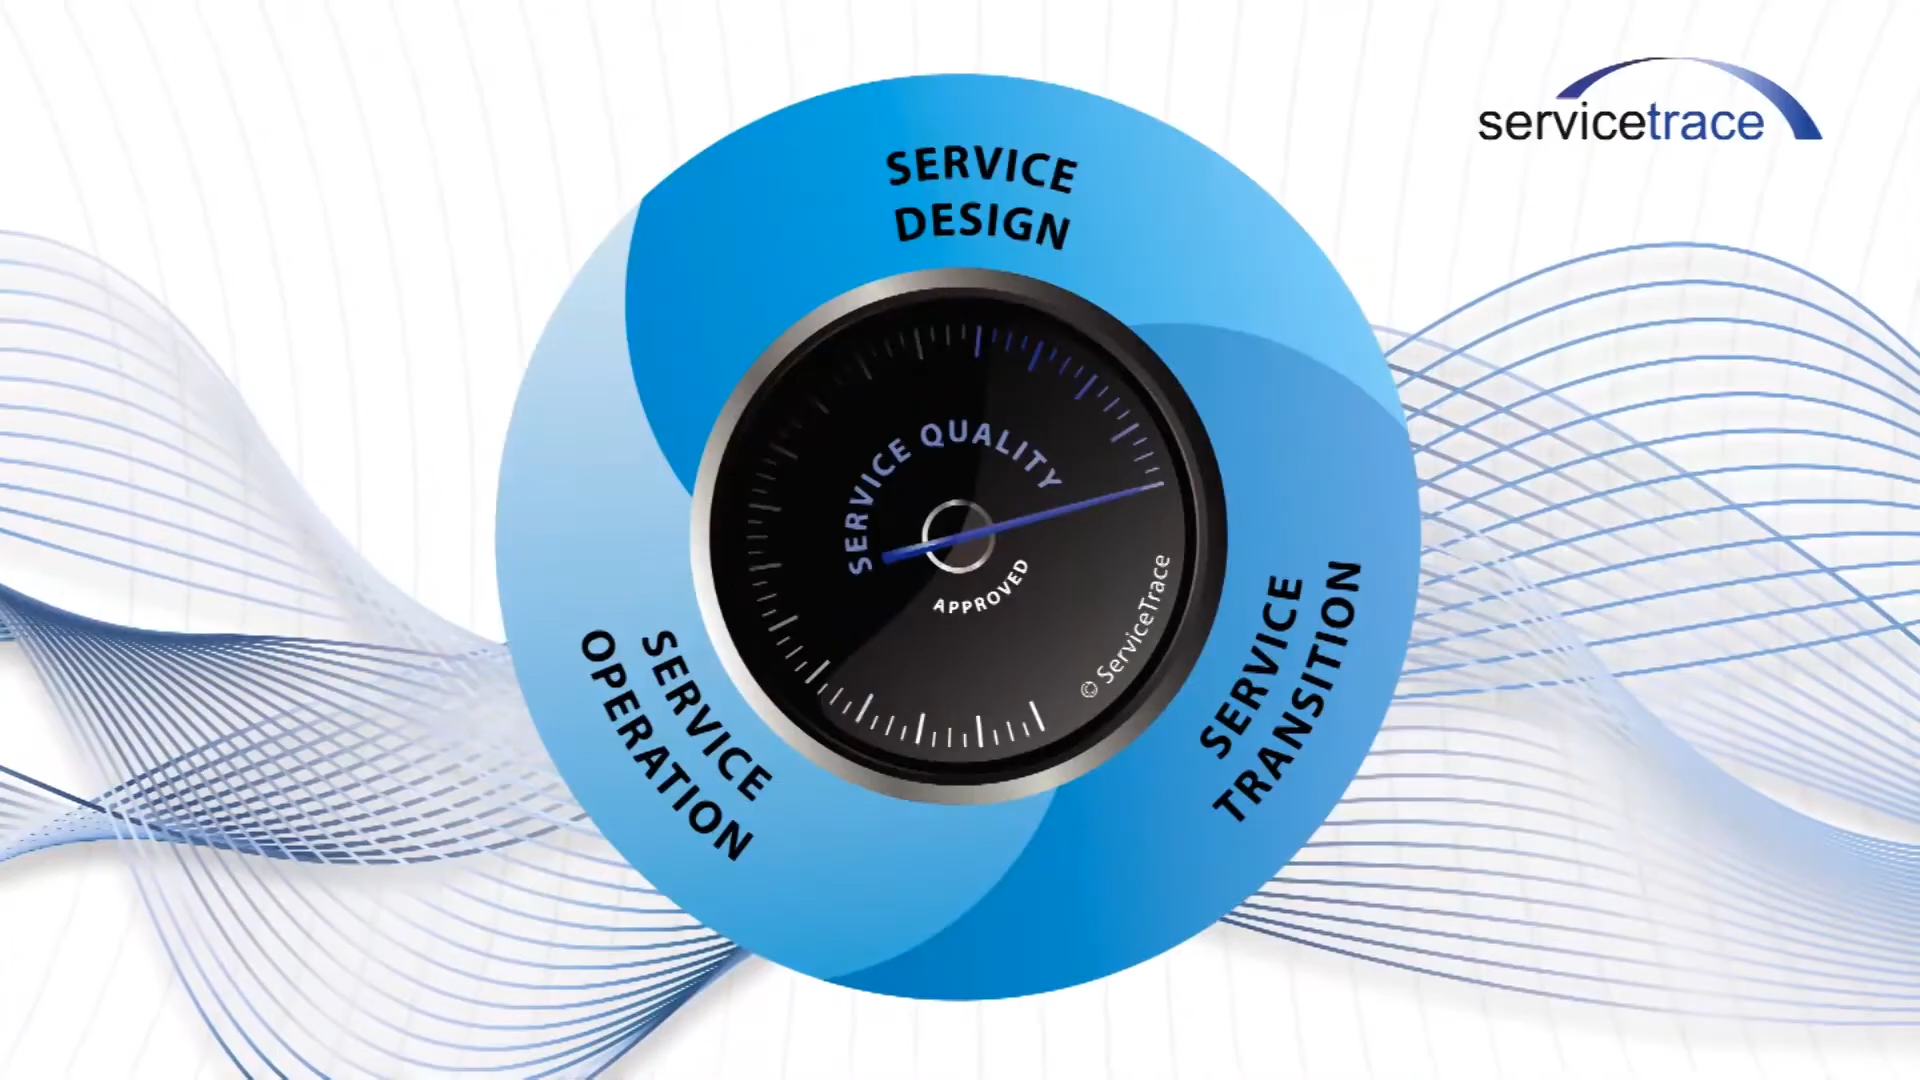 servicetrace
SERVICE
DESIGN
SERVICE QUALITY
APPROVED
© ServiceTrace
SERVICE
OPERATION
SERVICE
TRANSITION